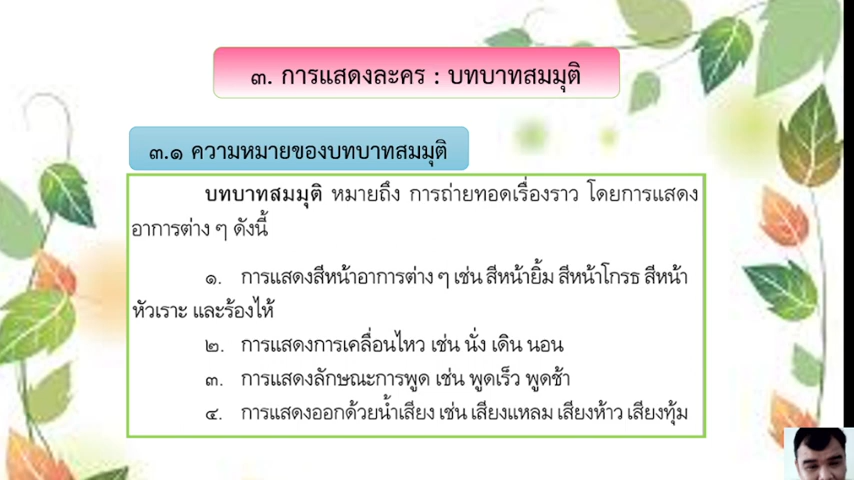 ๓. การแสดงละคร : บทบาทสมมุติ
๓.๑ ความหมายของบทบาทสมมุติ
บทบาทสมมุติ หมายถึง การถ่ายทอดเรื่องราว โดยการแสดง
อาการต่าง ๆ ดังนี้
๑. การแสดงสีหน้าอาการต่าง ๆ เช่น สีหน้ายิ้ม สีหน้าโกรธ สีหน้า
หัวเราะ และร้องไห้
๒. การแสดงการเคลื่อนไหว เช่น นั่ง เดิน นอน
๓. การแสดงลักษณะการพูด เช่น พูดเร็ว พูดช้า
๔. การแสดงออกด้วยน้ำเสียง เช่น เสียงแหลม เสียงห้าว เสียงทุ้ม